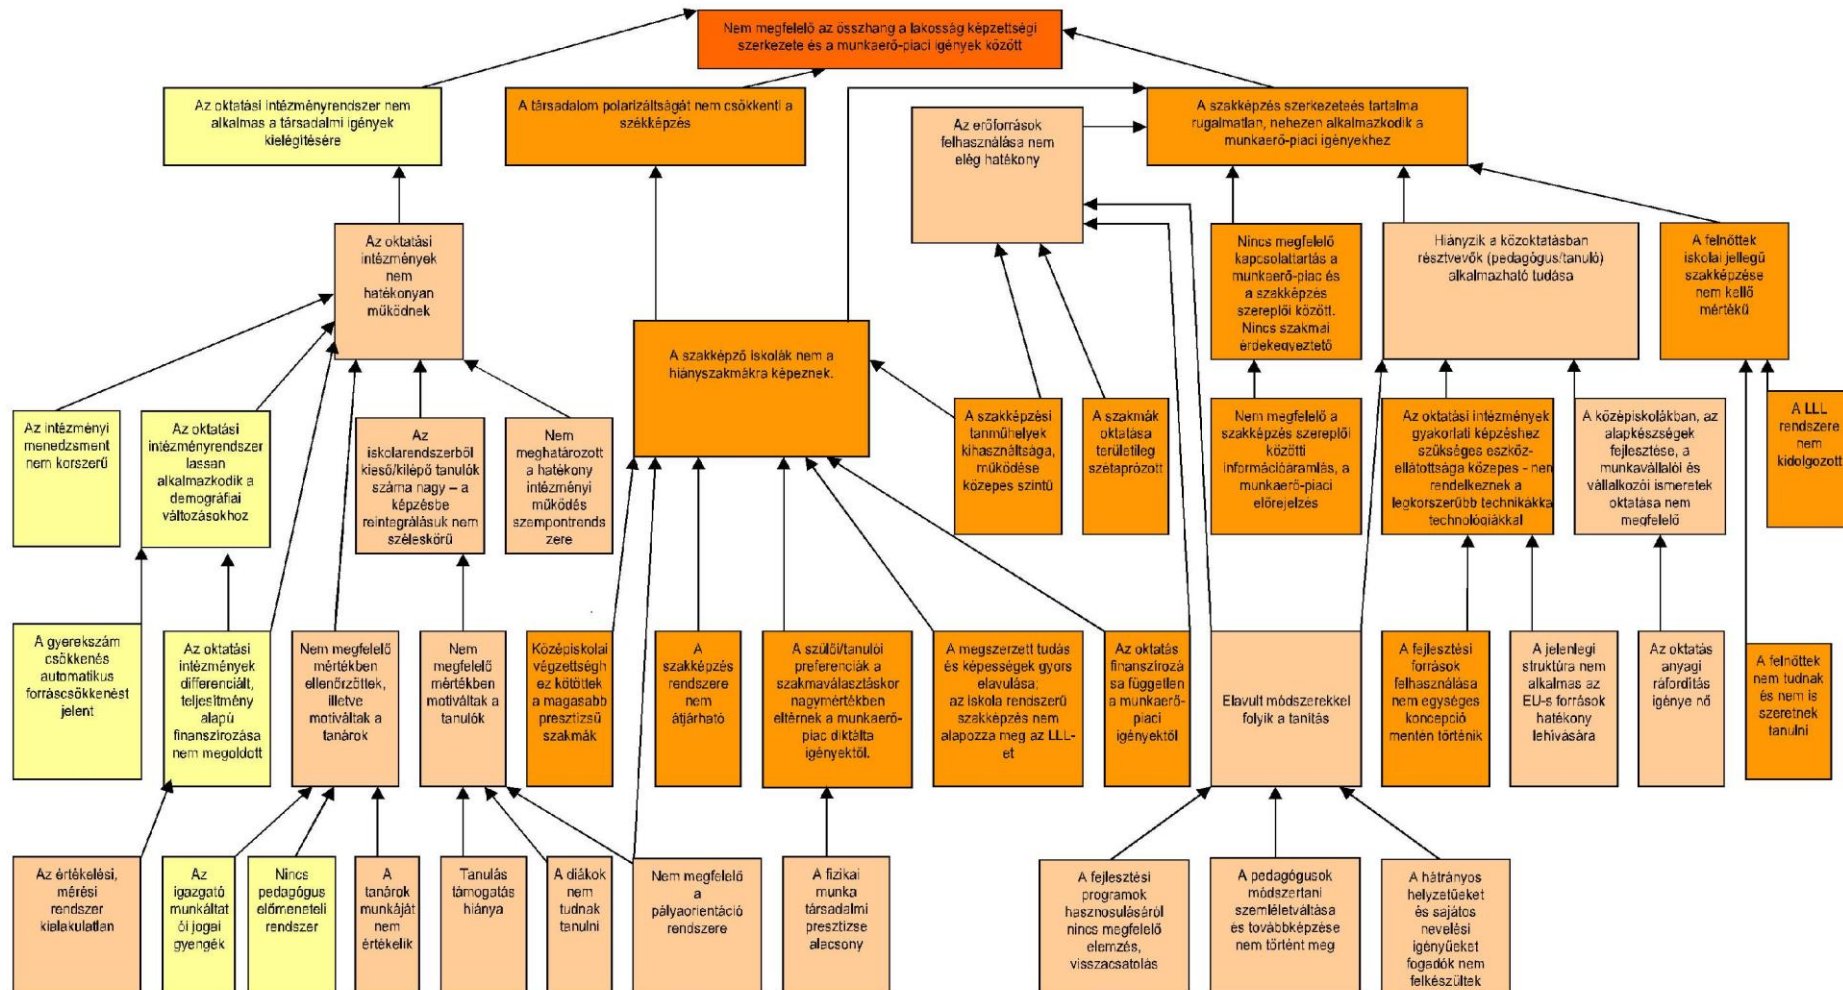 Nem megfelelő az összhang a lakosság képzettségi
szerkezete és a munkaerő-piaci igények között
Az oktatási intézményrendszer nem
alkalmas a társadalmi igények
kielégítésére
A társadalom polarizáltságát nem csökkenti a
székképzés
Az erőforrások
felhasználása nem
elég hatékony
A szakképzés szerkezeteés tartalma
rugalmatlan, nehezen alkalmazkodik a
munkaerő-piaci igényekhez
Az oktatási
intézmények
nem
hatékonyan
működnek
A szakképző iskolák nem a
hiányszakmákra képeznek.
Nincs megfelelő
kapcsolattartás a
munkaerő-piac és
a szakképzés
szereplői között.
Nincs szakmai
érdekegyeztető
Hiányzik a közoktatásban
résztvevők (pedagógus/tanuló)
alkalmazható tudása
A felnőttek
iskolai jellegű
szakképzése
nem kellő
mértékű
Az intézményi
menedzsment
nem korszerű
Az oktatási
intézményrendszer
lassan
alkalmazkodik a
demográfiai
változásokhoz
Az
iskolarendszerből
kieső/kilépő tanulók
száma nagy – a
képzésbe
reintegrálásuk nem
széleskörű
Nem
meghatározott
a hatékony
intézményi
működés
szempontrends
zere
A szakképzési
tanműhelyek
kihasználtsága,
működése
közepes szintű
A szakmák
oktatása
területileg
szétaprózott
Nem megfelelő a
szakképzés szereplői
közötti
információáramlás, a
munkaerő-piaci
előrejelzés
Az oktatási intézmények
gyakorlati képzéshez
szükséges eszköz-
ellátottsága közepes - nem
rendelkeznek a
legkorszerűbb technikákka
technológiákkal
A középiskolákban, az
alapkészségek
fejlesztése, a
munkavállalói és
vállalkozói ismeretek
oktatása nem
megfelelő
A LLL
rendszere
nem
kidolgozott
A gyerekszám
csökkenés
automatikus
forráscsökkenést
jelent
Az oktatási
intézmények
differenciált,
teljesítmény
alapú
finanszírozása
nem megoldott
Nem megfelelő
mértékben
ellenőrzöttek,
illetve
motiváltak a
tanárok
Nem
megfelelő
mértékben
motiváltak a
tanulók
Középiskolai
végzettségh
ez kötöttek
a magasabb
presztízsű
szakmák
A
szakképzés
rendszere
nem
átjárható
A szülői/tanulói
preferenciák a
szakmaválasztáskor
nagymértékben
eltérnek a munkaerő-
piac diktálta
igényektől.
A megszerzett tudás
és képességek gyors
elavulása;
az iskola rendszerű
szakképzés nem
alapozza meg az LLL-
et
Az oktatás
finanszírozá
sa független
a munkaerő-
piaci
igényektől
Elavult módszerekkel
folyik a tanítás
A fejlesztési
források
felhasználása
nem egységes
koncepció
mentén történik
A jelenlegi
struktúra nem
alkalmas az
EU-s források
hatékony
lehívására
Az oktatás
anyagi
ráfordítás
igénye nő
A felnőttek
nem tudnak
és nem is
szeretnek
tanulni
Az értékelési,
mérési
rendszer
kialakulatlan
Az
igazgató
munkáltat
ói jogai
gyengék
Nincs
pedagógus
előmeneteli
rendszer
A
tanárok
munkáját
nem
értékelik
Tanulás
támogatás
hiánya
A diákok
nem
tudnak
tanulni
Nem megfelelő
a
pályaorientáció
rendszere
A fizikai
munka
társadalmi
presztízse
alacsony
A fejlesztési
programok
hasznosulásáról
nincs megfelelő
elemzés,
visszacsatolás
A pedagógusok
módszertani
szemléletváltása
és továbbképzése
nem történt meg
A hátrányos
helyzetűeket
és sajátos
nevelési
igényűeket
fogadók nem
felkészültek